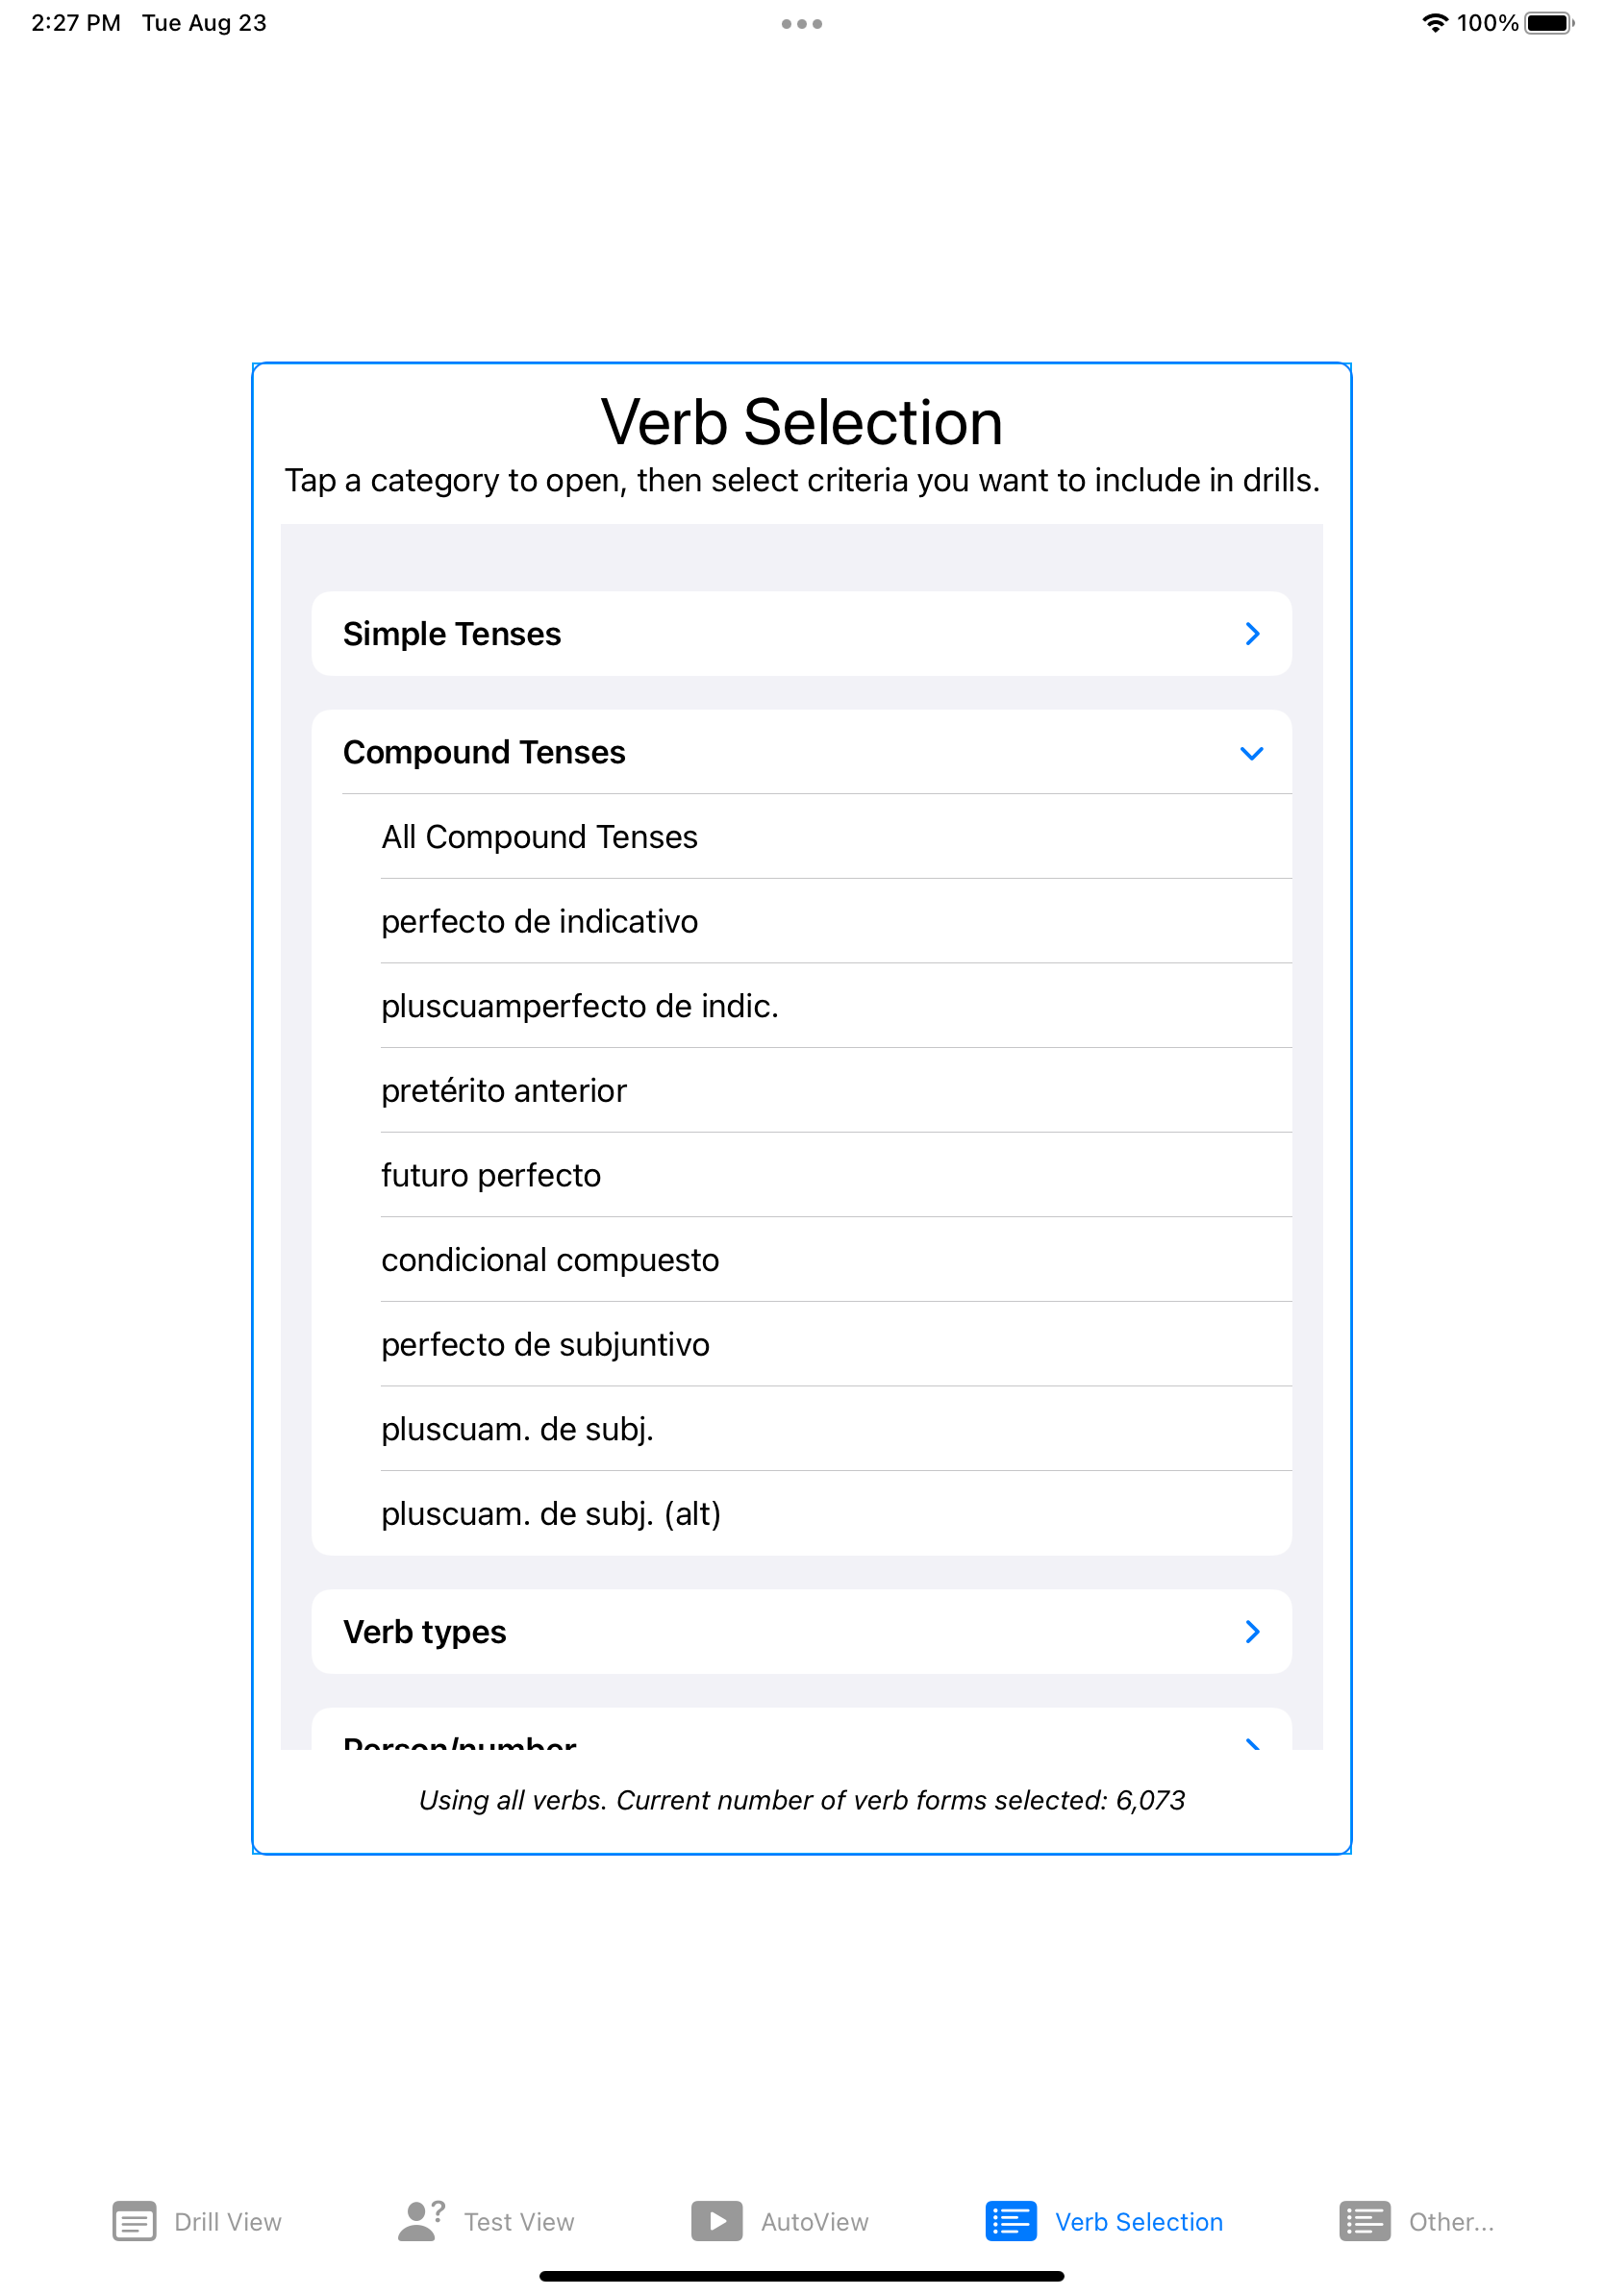 2:27 PM Tue Aug 23
100%
Verb Selection
Tap a category to open, then select criteria you want to include in drills.
Simple Tenses
Compound Tenses
All Compound Tenses
perfecto de indicativo
pluscuamperfecto de indic.
pretérito anterior
futuro perfecto
condicional compuesto
perfecto de subjuntivo
pluscuam. de subj.
pluscuam. de subj. (alt)
Verb types
Person/number
Using all verbs. Current number of verb forms selected: 6,073
Drill View
Test View
AutoView
Verb Selection
Other...